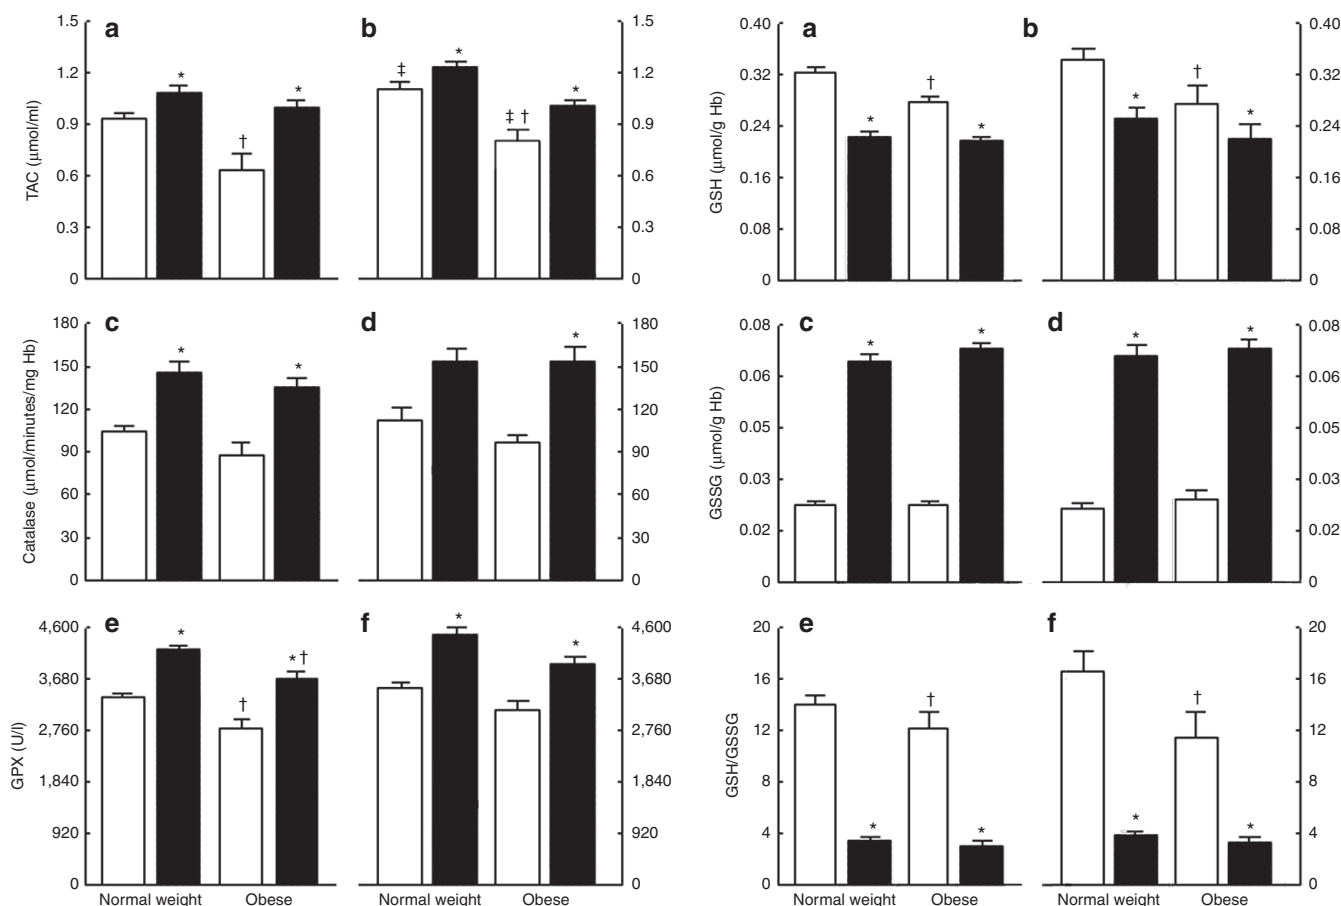 a
b
1.5
1.2
0.9
0.6
0.3
0
TAC (μmol/ml)
* * † ‡ * ‡ † *
1.5
1.2
0.9
0.6
0.3
0
c
d
180
150
120
90
60
30
0
Catalase (μmol/minutes/mg Hb)
* * *
180
150
120
90
60
30
0
e
f
4,600
3,680
2,760
1,840
920
0
GPX (U/l)
* † * † * *
4,600
3,680
2,760
1,840
920
0
Normal weight Obese Normal weight Obese
a
b
0.40
0.32
0.24
0.16
0.08
0
GSH (μmol/g Hb)
* † * * † *
0.40
0.32
0.24
0.16
0.08
0
c
d
0.08
0.06
0.05
0.03
0.02
0
GSSG (μmol/g Hb)
* * * *
0.08
0.06
0.05
0.03
0.02
0
e
f
20
16
12
8
4
0
GSH/GSSG
* † * * † *
20
16
12
8
4
0
Normal weight Obese Normal weight Obese